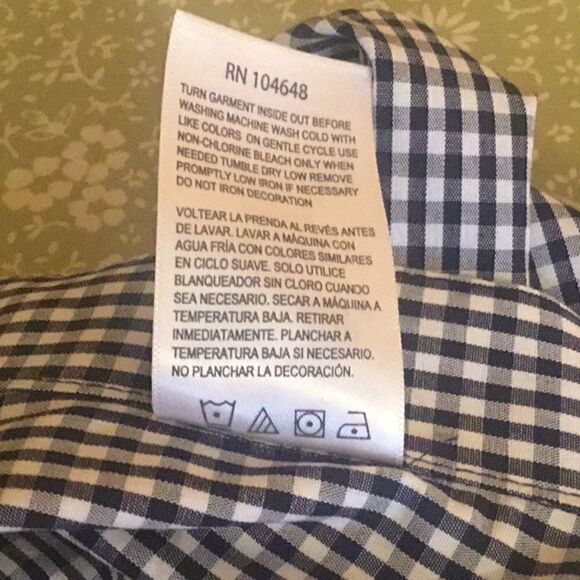 RN 104648
TURN GARMENT INSIDE OUT BEFORE
WASHING MACHINE WASH COLD WITH
LIKE COLORS ON GENTLE CYCLE USE
NON-CHLORINE BLEACH ONLY WHEN
NEEDED TUMBLE DRY LOW REMOVE
PROMPTLY LOW IRON IF NECESSARY
DO NOT IRON DECORATION
VOLTEAR LA PRENDA AL REVÉS ANTES
DE LAVAR. LAVAR A MÁQUINA CON
AGUA FRÍA CON COLORES SIMILARES
EN CICLO SUAVE. SOLO UTILICE
BLANQUEADOR SIN CLORO CUANDO
SEA NECESARIO. SECAR A MÁQUINA A
TEMPERATURA BAJA. RETIRAR
INMEDIATAMENTE. PLANCHAR A
TEMPERATURA BAJA SI NECESARIO.
NO PLANCHAR LA DECORACIÓN.